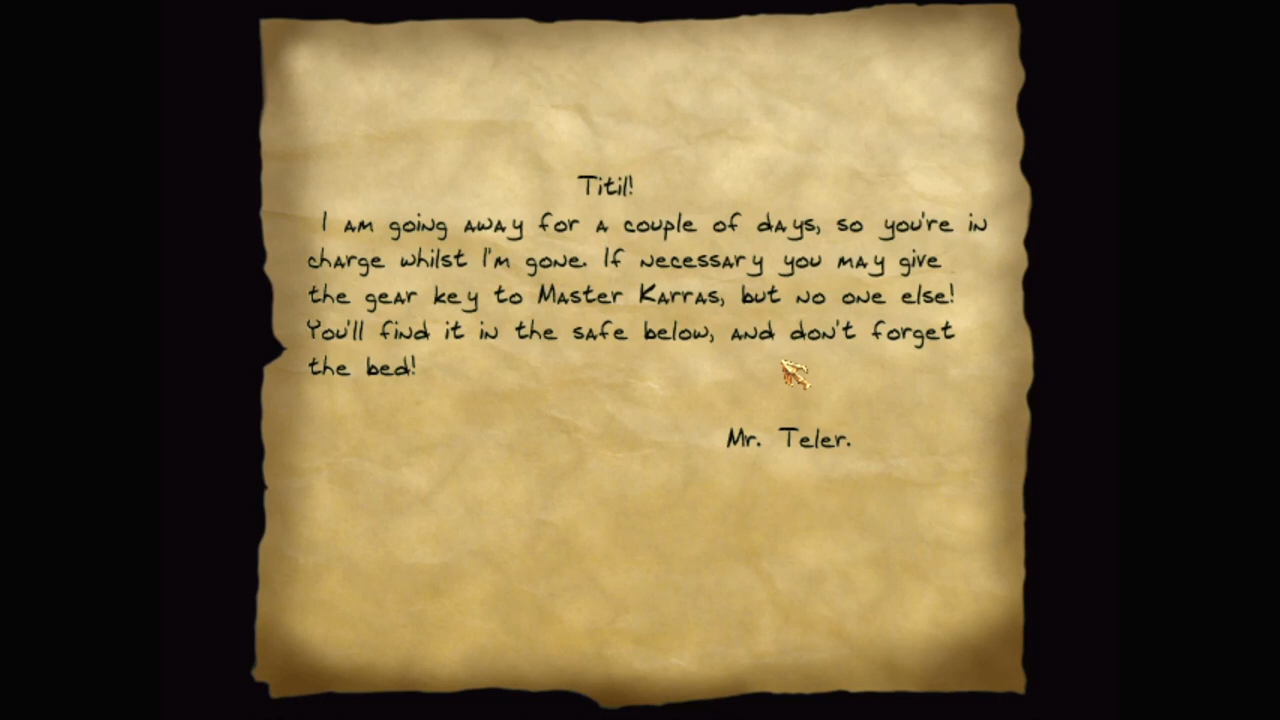 Titil!
I am going away for a couple of days, so you're in
charge whilst I'm gone. If necessary you may give
the gear key to Master Karras, but no one else!
You'll find it in the safe below, and don't forget
the bed!
Mr. Teler.